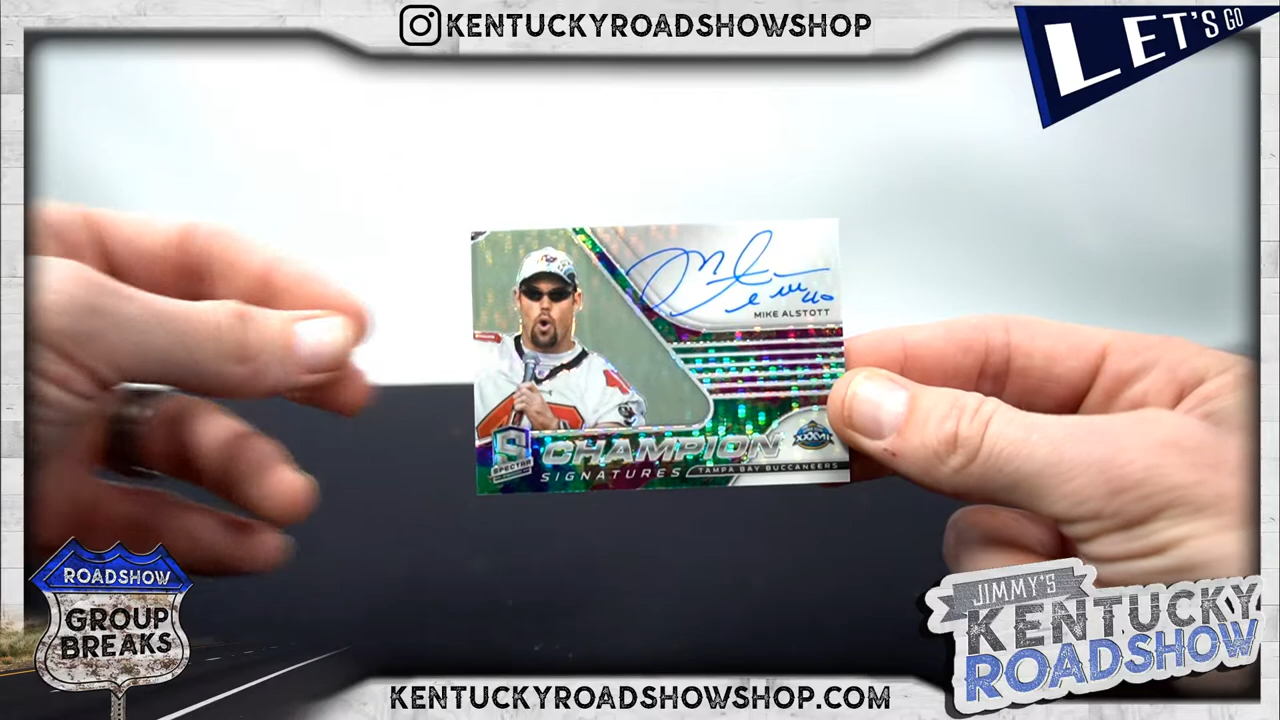 KENTUCKYROADSHOWSHOP
LET'S GO
MIKE ALSTOTT
XXXVII
S
SPECTRA
CHAMPION
SIGNATURES
TAMPA BAY BUCCANEERS
ROADSHOW
GROUP
BREAKS
JIMMY'S
KENTUCKY
ROADSHOW
KENTUCKYROADSHOWSHOP.COM